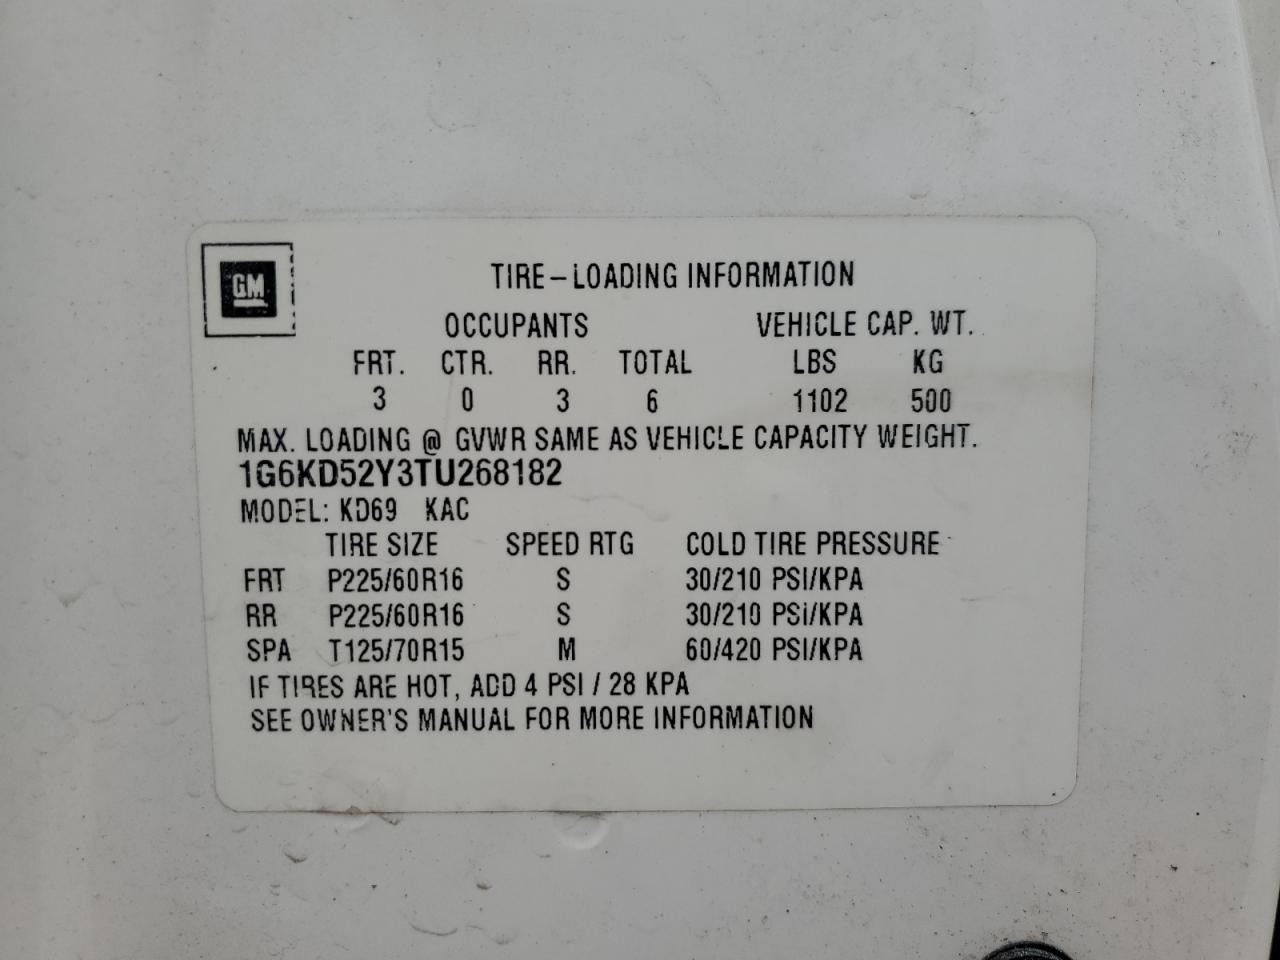 GM
TIRE-LOADING INFORMATION
OCCUPANTS VEHICLE CAP. WT.
FRT. CTR. RR. TOTAL LBS KG
3 0 3 6 1102 500
MAX. LOADING @ GVWR SAME AS VEHICLE CAPACITY WEIGHT.
1G6KD52Y3TU268182
MODEL: KD69 KAC
TIRE SIZE SPEED RTG COLD TIRE PRESSURE
FRT P225/60R16 S 30/210 PSI/KPA
RR P225/60R16 S 30/210 PSI/KPA
SPA T125/70R15 M 60/420 PSI/KPA
IF TIRES ARE HOT, ADD 4 PSI / 28 KPA
SEE OWNER'S MANUAL FOR MORE INFORMATION